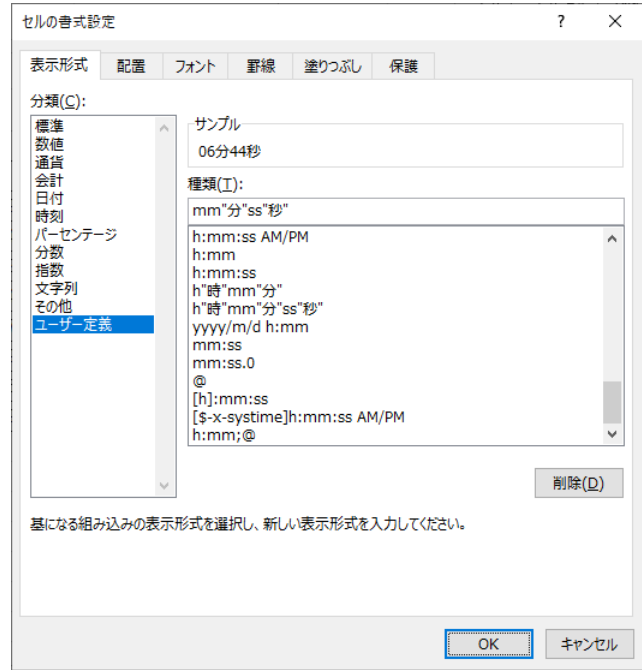 セルの書式設定
? ×
表示形式 配置 フォント 罫線 塗りつぶし 保護
分類(C):
標準
数値
通貨
会計
日付
時刻
パーセンテージ
分数
指数
文字列
その他
ユーザー定義
サンプル
06分44秒
種類(T):
mm"分"ss"秒"
h:mm:ss AM/PM
h:mm
h:mm:ss
h"時"mm"分"
h"時"mm"分"ss"秒"
yyyy/m/d h:mm
mm:ss
mm:ss.0
@
[h]:mm:ss
[$-x-systime]h:mm:ss AM/PM
h:mm;@
削除(D)
基になる組み込みの表示形式を選択し、新しい表示形式を入力してください。
OK キャンセル